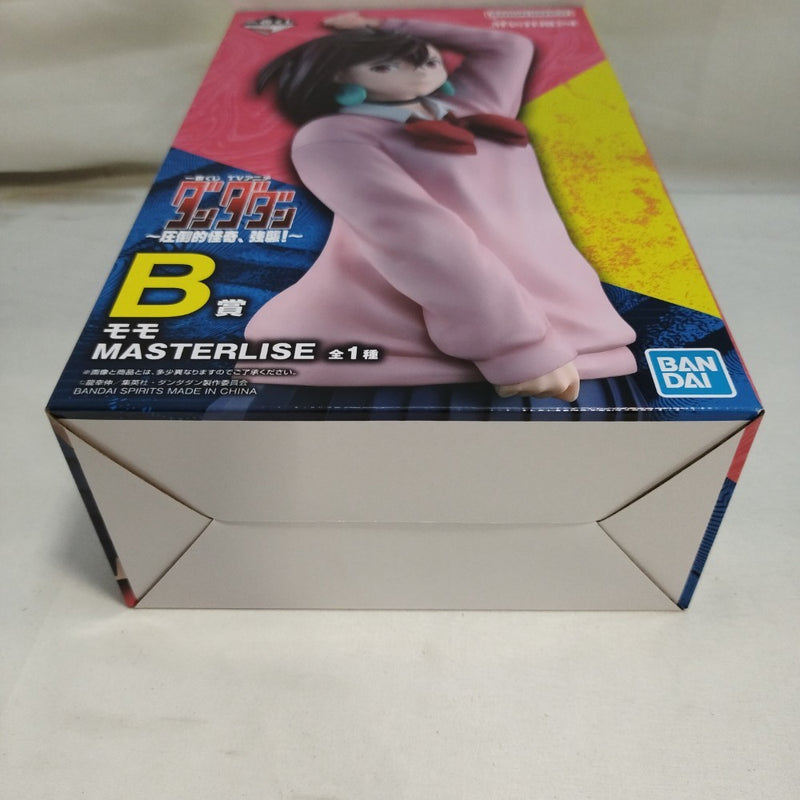 一番くじ TVアニメ
ダンダダン
～圧倒的怪奇、強襲！～
B賞
モモ
MASTERLISE 全1種
※画像と商品とは、多少異なりますのでご了承ください。
©龍幸伸／集英社・ダンダダン製作委員会
BANDAI SPIRITS MADE IN CHINA
BAN
DAI